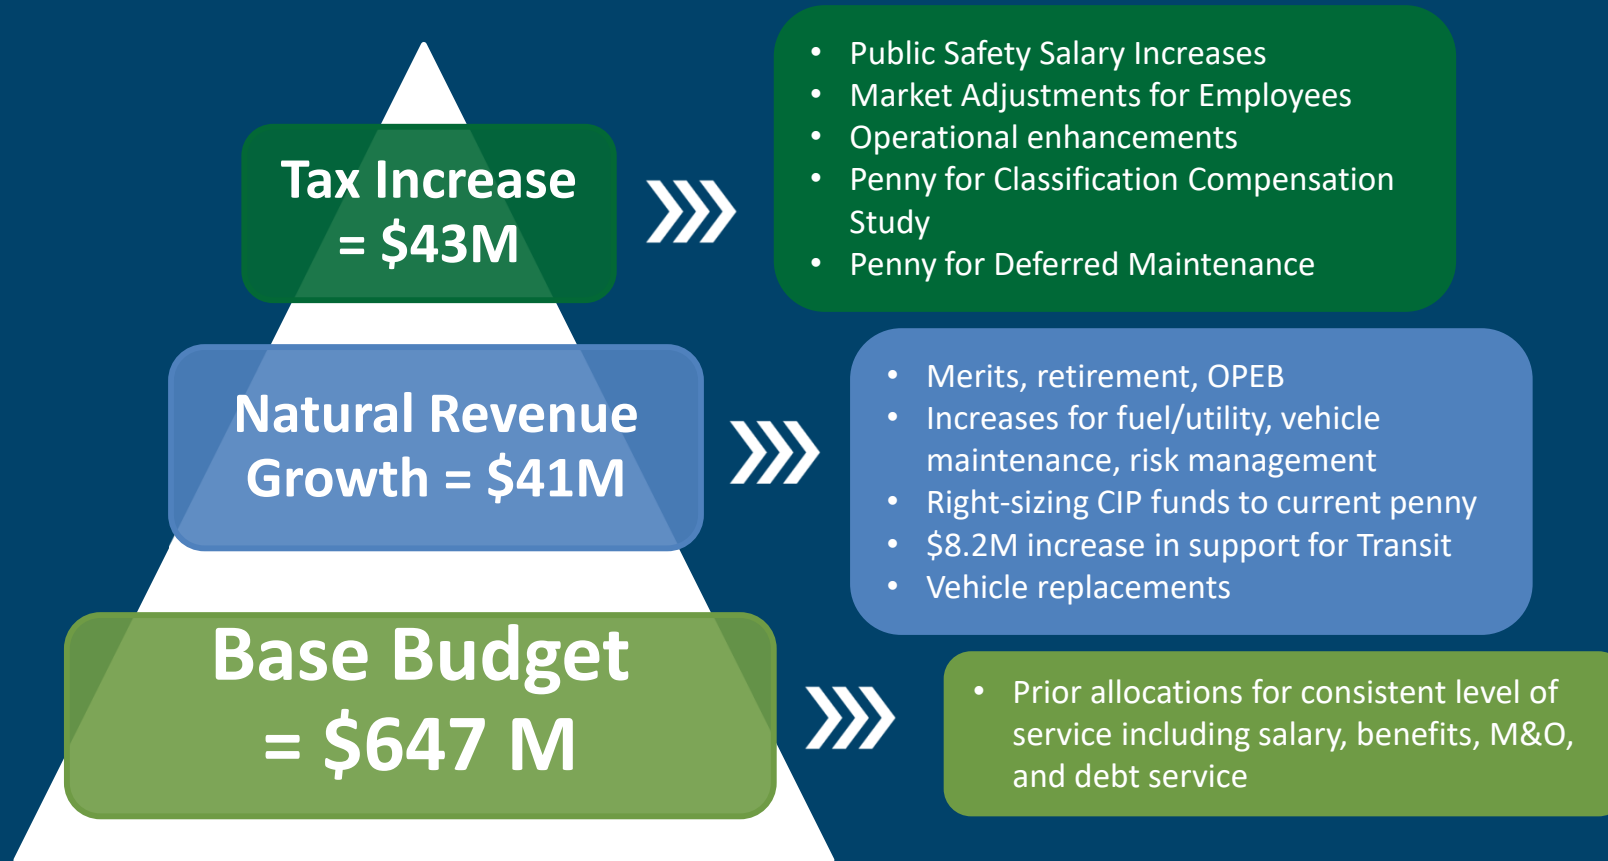 Tax Increase
= $43M
• Public Safety Salary Increases
• Market Adjustments for Employees
• Operational enhancements
• Penny for Classification Compensation
Study
• Penny for Deferred Maintenance
Natural Revenue
Growth = $41M
• Merits, retirement, OPEB
• Increases for fuel/utility, vehicle
maintenance, risk management
• Right-sizing CIP funds to current penny
• $8.2M increase in support for Transit
• Vehicle replacements
Base Budget
= $647 M
• Prior allocations for consistent level of
service including salary, benefits, M&O,
and debt service